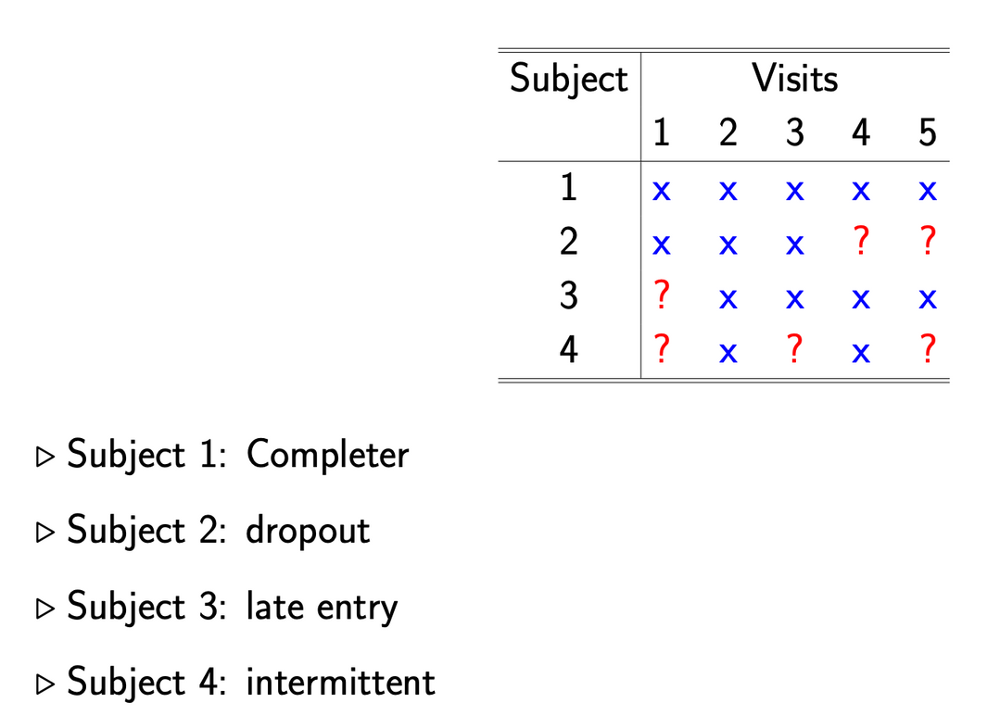 Subject Visits
1 2 3 4 5
1 x x x x x
2 x x x ? ?
3 ? x x x x
4 ? x ? x ?
▷ Subject 1: Completer
▷ Subject 2: dropout
▷ Subject 3: late entry
▷ Subject 4: intermittent